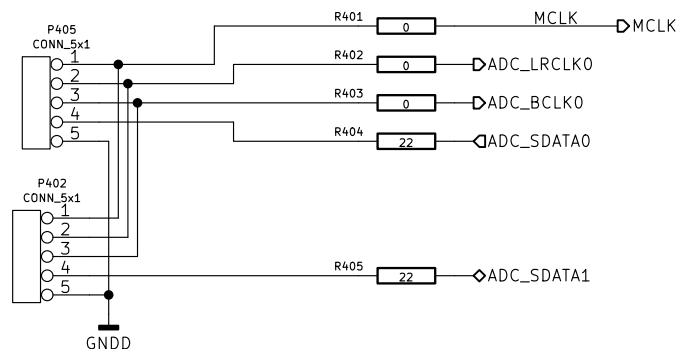 P405
CONN_5x1
1
2
3
4
5
R401
0
MCLK
MCLK
R402
0
ADC_LRCLK0
R403
0
ADC_BCLK0
R404
22
ADC_SDATA0
P402
CONN_5x1
1
2
3
4
5
R405
22
ADC_SDATA1
GNDD